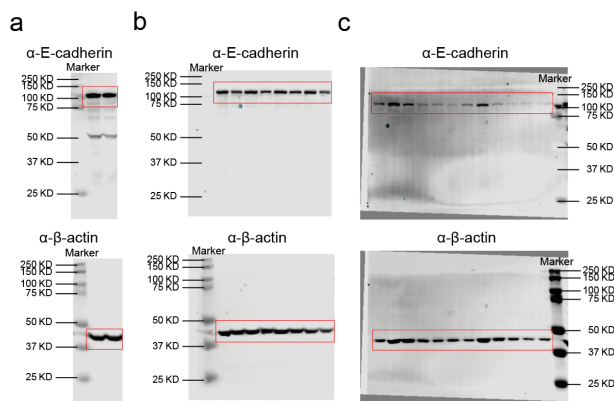 a
b
c
α-E-cadherin
Marker
250 KD
150 KD
100 KD
75 KD
50 KD
37 KD
25 KD
α-E-cadherin
Marker
250 KD
150 KD
100 KD
75 KD
50 KD
37 KD
25 KD
α-E-cadherin
Marker
250 KD
150 KD
100 KD
75 KD
50 KD
37 KD
25 KD
α-β-actin
Marker
250 KD
150 KD
100 KD
75 KD
50 KD
37 KD
25 KD
α-β-actin
Marker
250 KD
150 KD
100 KD
75 KD
50 KD
37 KD
25 KD
α-β-actin
Marker
250 KD
150 KD
100 KD
75 KD
50 KD
37 KD
25 KD